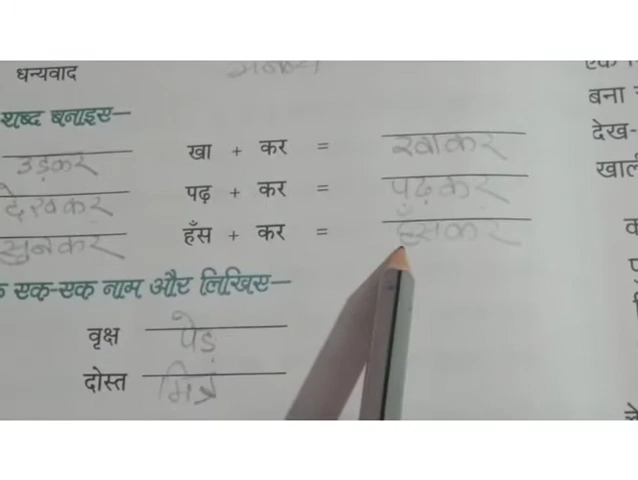 धन्यवाद
शब्द बनाइए—
उड़कर
खा + कर = खाकर
देखकर
पढ़ + कर = पढ़कर
सुनकर
हँस + कर = हँसकर
एक-एक नाम और लिखिए—
वृक्ष पेड़
दोस्त मित्र
बना
देख-